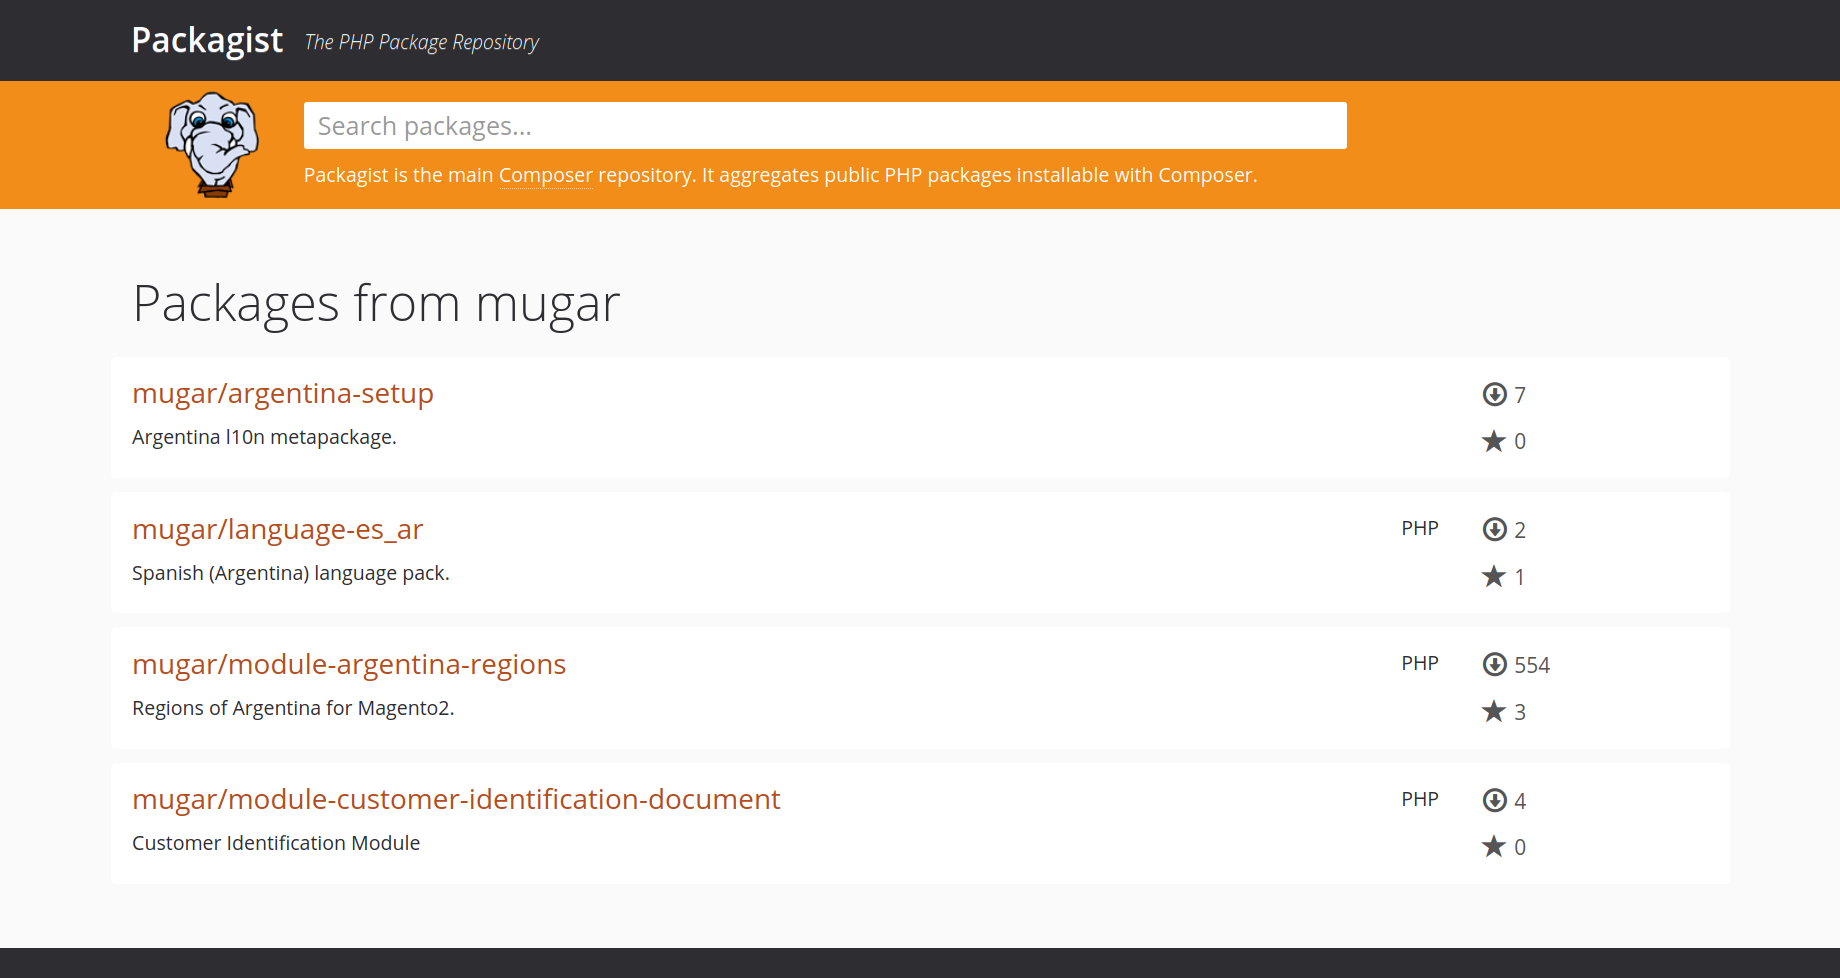 Packagist The PHP Package Repository
Search packages...
Packagist is the main Composer repository. It aggregates public PHP packages installable with Composer.
Packages from mugar
mugar/argentina-setup
7
Argentina l10n metapackage.
0
mugar/language-es_ar
PHP
2
Spanish (Argentina) language pack.
1
mugar/module-argentina-regions
PHP
554
Regions of Argentina for Magento2.
3
mugar/module-customer-identification-document
PHP
4
Customer Identification Module
0